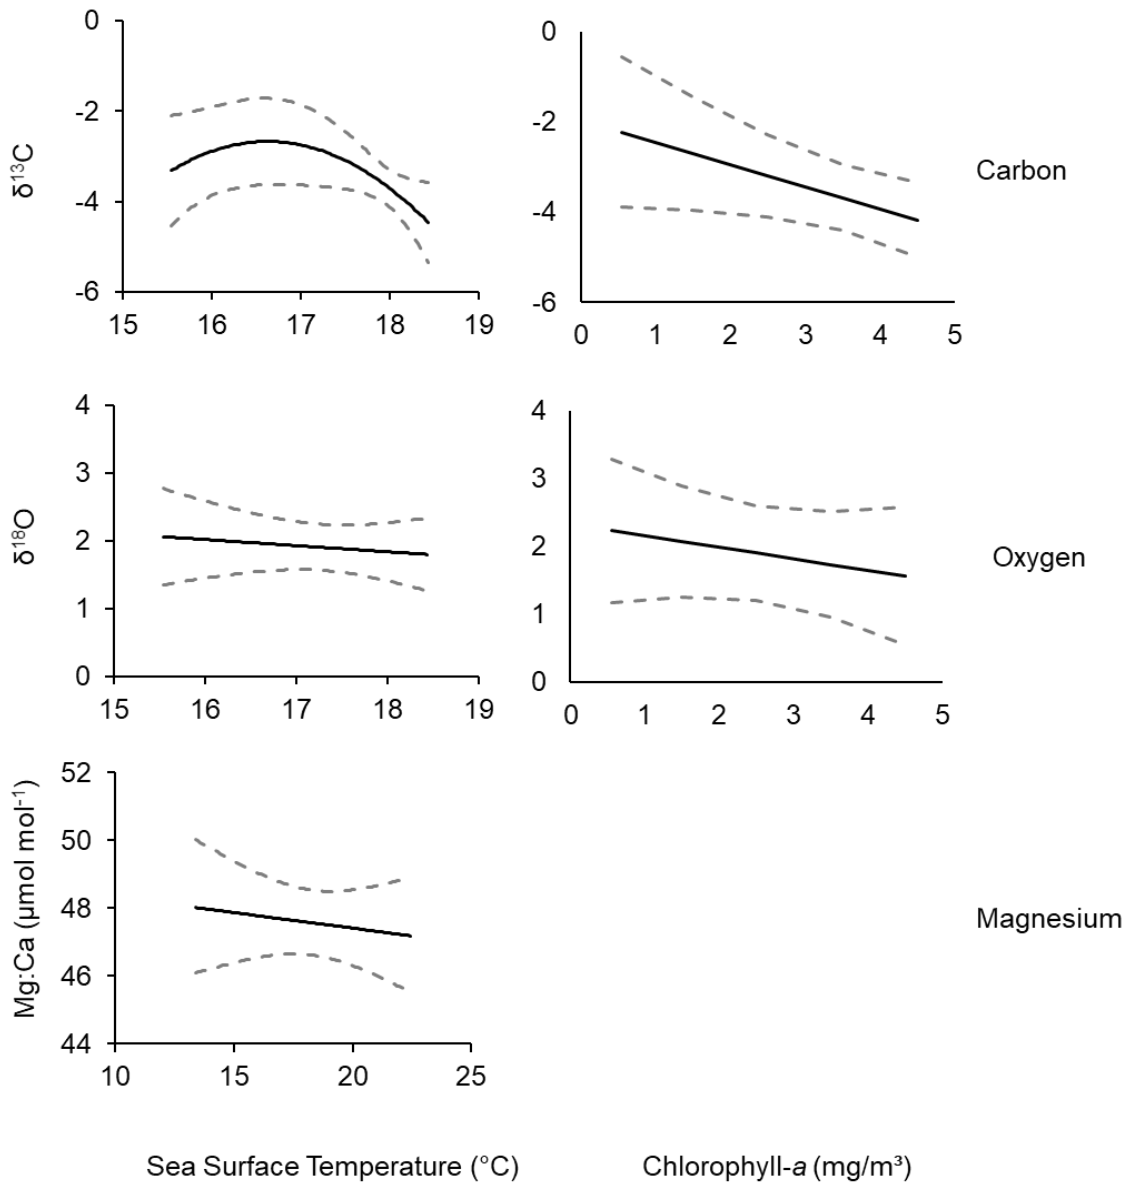 0
-2
-4
-6
15 16 17 18 19
δ¹³C
0
-2
-4
-6
0 1 2 3 4 5
Carbon
4
3
2
1
0
15 16 17 18 19
δ¹⁸O
4
3
2
1
0
0 1 2 3 4 5
Oxygen
52
50
48
46
44
10 15 20 25
Mg:Ca (µmol mol⁻¹)
Magnesium
Sea Surface Temperature (°C)
Chlorophyll-a (mg/m³)